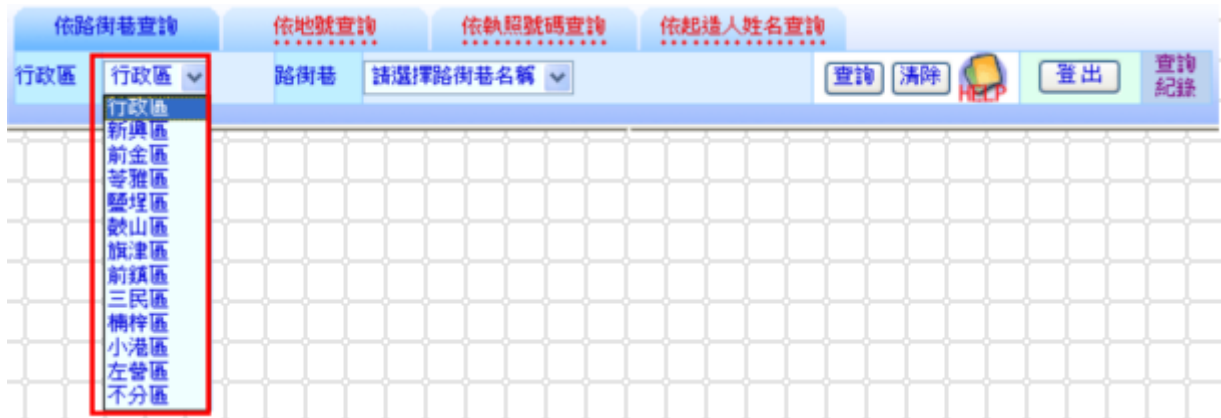 依路街巷查詢 依地號查詢 依執照號碼查詢 依起造人姓名查詢
行政區 行政區 路街巷 請選擇路街巷名稱 查詢 清除 HELP 登出 查詢
紀錄
行政區
新興區
前金區
苓雅區
鹽埕區
鼓山區
旗津區
前鎮區
三民區
楠梓區
小港區
左營區
不分區